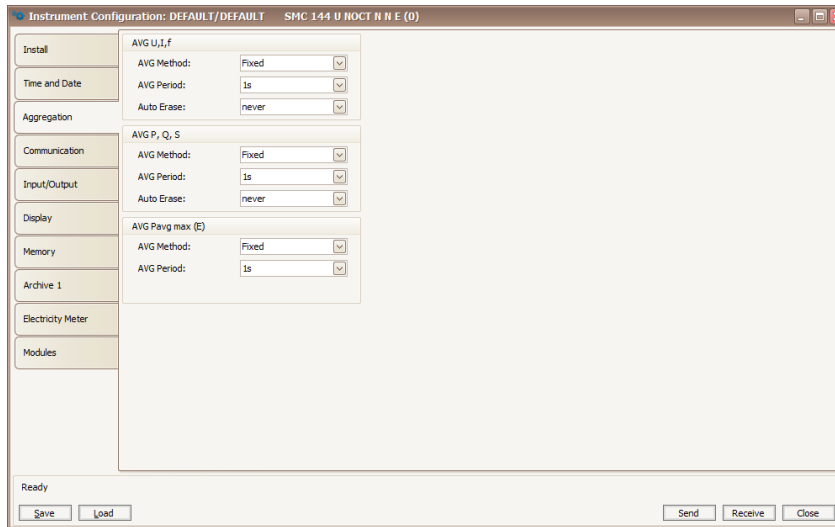 Instrument Configuration: DEFAULT/DEFAULT SMC 144 U NOCT N N E (0)
Install
Time and Date
Aggregation
Communication
Input/Output
Display
Memory
Archive 1
Electricity Meter
Modules
AVG U,I,f
AVG Method: Fixed
AVG Period: 1s
Auto Erase: never
AVG P, Q, S
AVG Method: Fixed
AVG Period: 1s
Auto Erase: never
AVG Pavg max (E)
AVG Method: Fixed
AVG Period: 1s
Ready
Save Load Send Receive Close